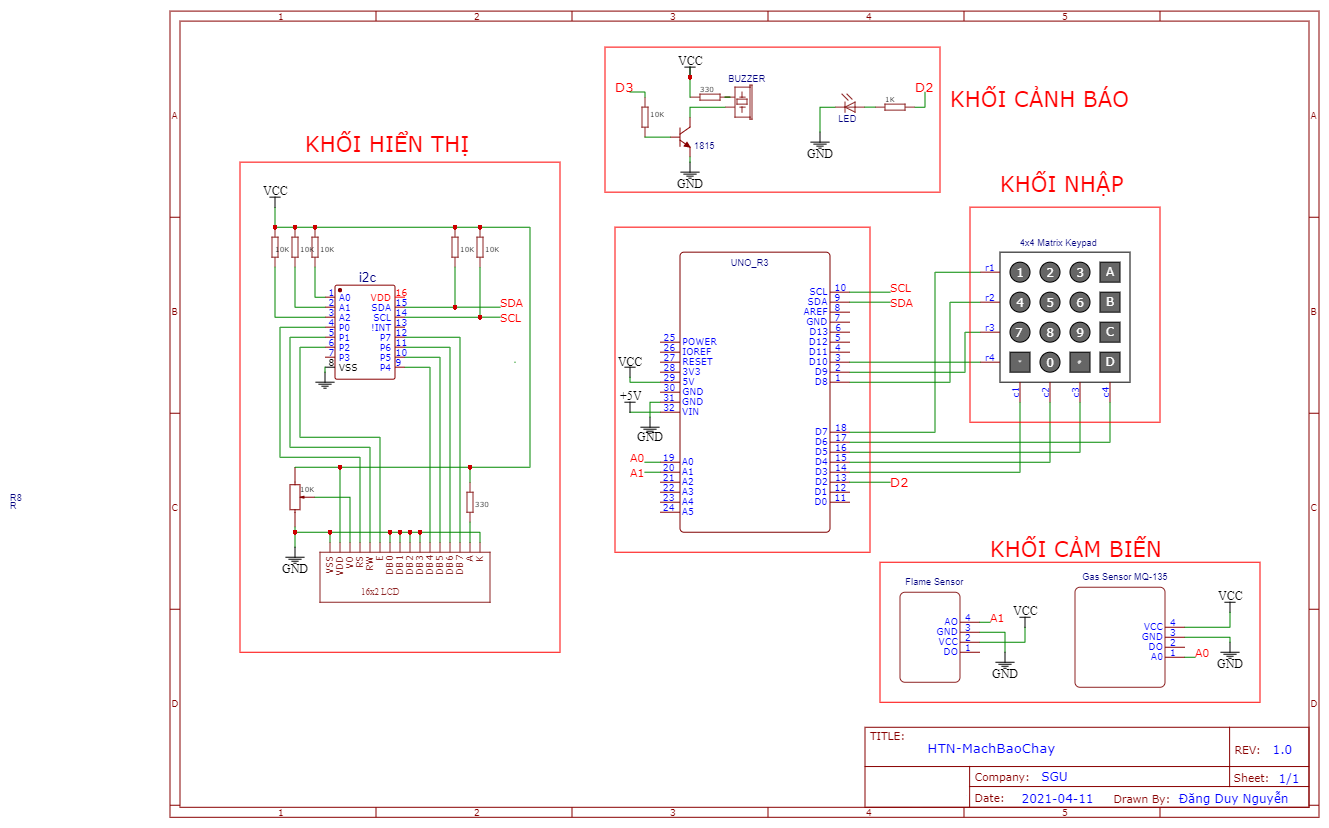 1 2 3 4 5
A B C D
VCC
D3
BUZZER
330
10K
1815
GND
D2
1K
LED
GND
KHỐI CẢNH BÁO
KHỐI HIỂN THỊ
VCC
10K 10K 10K 10K 10K
i2c
1 A0 VDD 16
2 A1 SDA 15 SDA
3 A2 SCL 14 SCL
4 P0 !INT 13
5 P1 P7 12
6 P2 P6 11
7 P3 P5 10
8 VSS P4 9
10K
330
GND
VSS VDD VO RS RW E DB0 DB1 DB2 DB3 DB4 DB5 DB6 DB7 A K
16x2 LCD
R8
R
UNO_R3
SCL 10 SCL
SDA 9 SDA
AREF 8
GND 7
D13 6
D12 5
D11 4
D10 3
D9 2
D8 1
25 POWER
26 IOREF
27 RESET
28 3V3
VCC 29 5V
30 GND
31 GND
+5V 32 VIN
GND
D7 18
D6 17
D5 16
D4 15
D3 14
D2 13 D2
D1 12
D0 11
A0 19 A0
A1 20 A1
21 A2
22 A3
23 A4
24 A5
KHỐI NHẬP
4x4 Matrix Keypad
r1 1 2 3 A
r2 4 5 6 B
r3 7 8 9 C
r4 0 D
c1 c2 c3 c4
KHỐI CẢM BIẾN
Flame Sensor
AO 4 A1
GND 3
VCC 2
DO 1
VCC
GND
Gas Sensor MQ-135
VCC 4
GND 3
DO 2
A0 1 A0
VCC
GND
TITLE:
HTN-MachBaoChay
REV: 1.0
Company: SGU
Sheet: 1/1
Date: 2021-04-11 Drawn By: Đăng Duy Nguyễn
1 2 3 4 5
A B C D